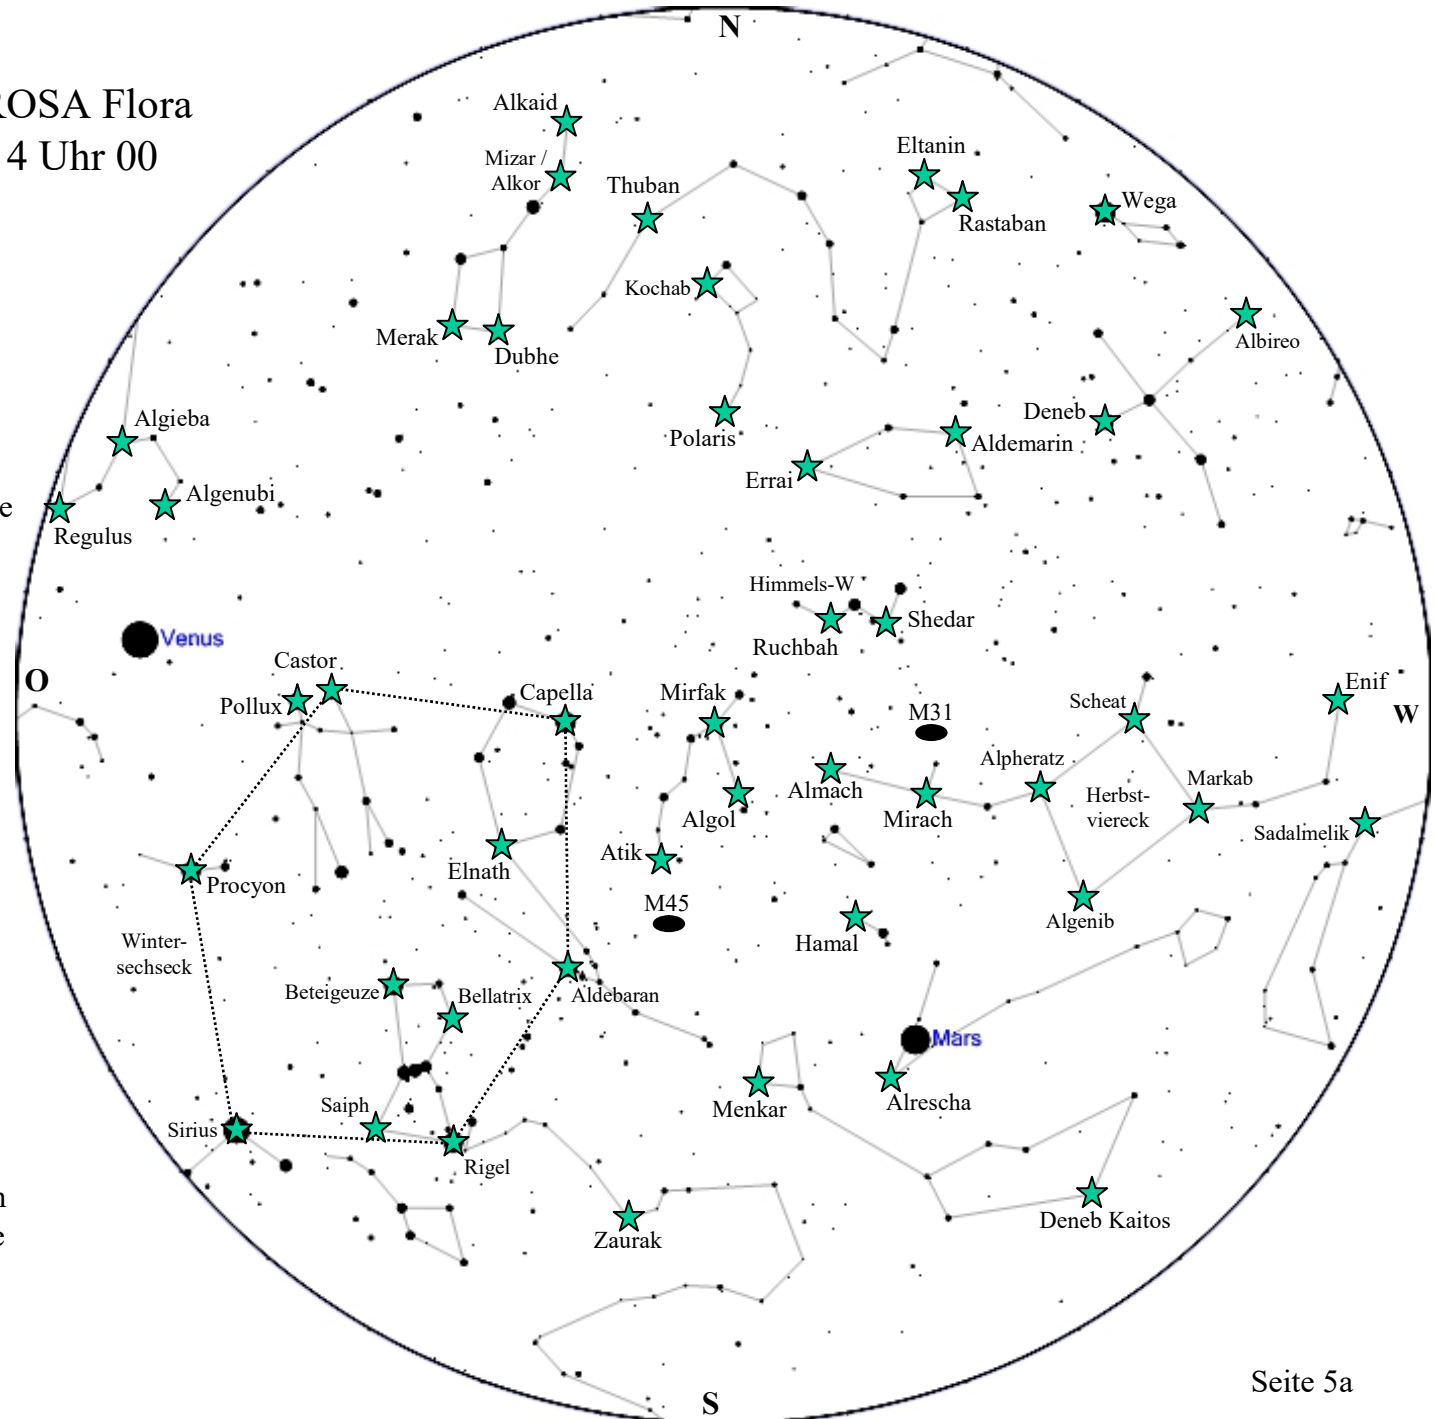 N
ROSA Flora
4 Uhr 00
Alkaid
Mizar /
Alkor
Thuban
Eltanin
Rastaban
Wega
Kochab
Merak
Dubhe
Albireo
Algieba
Polaris
Deneb
Aldemarin
Errai
Algenubi
e
Regulus
Himmels-W
Shedar
Ruchbah
Venus
O
Castor
Pollux
Capella
Mirfak
M31
Scheat
Enif
W
Alpheratz
Almach
Mirach
Herbst-
viereck
Markab
Algol
Sadalmelik
Atik
Elnath
Procyon
M45
Algenib
Hamal
Winter-
sechseck
Beteigeuze
Bellatrix
Aldebaran
Mars
Menkar
Alrescha
Saiph
Sirius
Rigel
n
e
Zaurak
Deneb Kaitos
S
Seite 5a